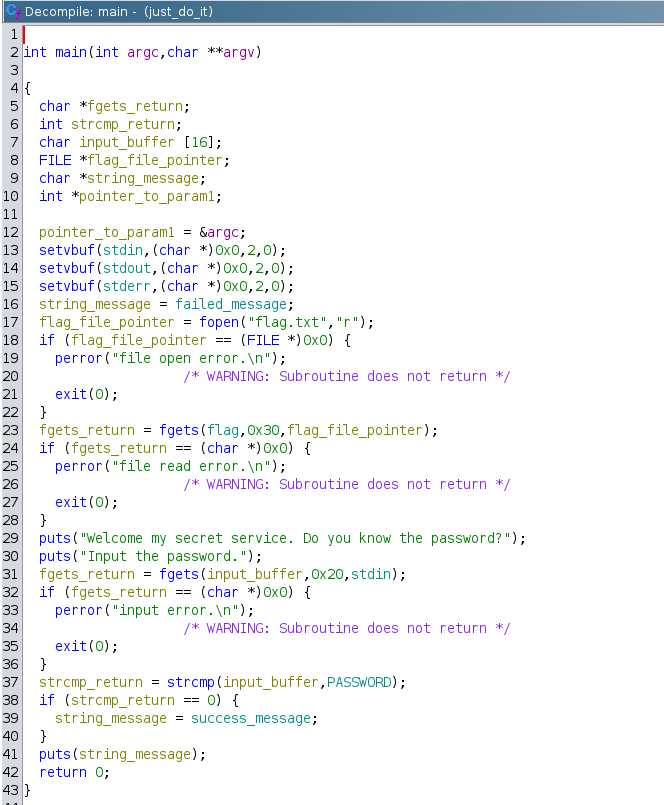 Decompile: main - (just_do_it)
1
2 int main(int argc,char **argv)
3
4 {
5   char *fgets_return;
6   int strcmp_return;
7   char input_buffer [16];
8   FILE *flag_file_pointer;
9   char *string_message;
10   int *pointer_to_param1;
11
12   pointer_to_param1 = &argc;
13   setvbuf(stdin,(char *)0x0,2,0);
14   setvbuf(stdout,(char *)0x0,2,0);
15   setvbuf(stderr,(char *)0x0,2,0);
16   string_message = failed_message;
17   flag_file_pointer = fopen("flag.txt","r");
18   if (flag_file_pointer == (FILE *)0x0) {
19     perror("file open error.\n");
20                     /* WARNING: Subroutine does not return */
21     exit(0);
22   }
23   fgets_return = fgets(flag,0x30,flag_file_pointer);
24   if (fgets_return == (char *)0x0) {
25     perror("file read error.\n");
26                     /* WARNING: Subroutine does not return */
27     exit(0);
28   }
29   puts("Welcome my secret service. Do you know the password?");
30   puts("Input the password.");
31   fgets_return = fgets(input_buffer,0x20,stdin);
32   if (fgets_return == (char *)0x0) {
33     perror("input error.\n");
34                     /* WARNING: Subroutine does not return */
35     exit(0);
36   }
37   strcmp_return = strcmp(input_buffer,PASSWORD);
38   if (strcmp_return == 0) {
39     string_message = success_message;
40   }
41   puts(string_message);
42   return 0;
43 }